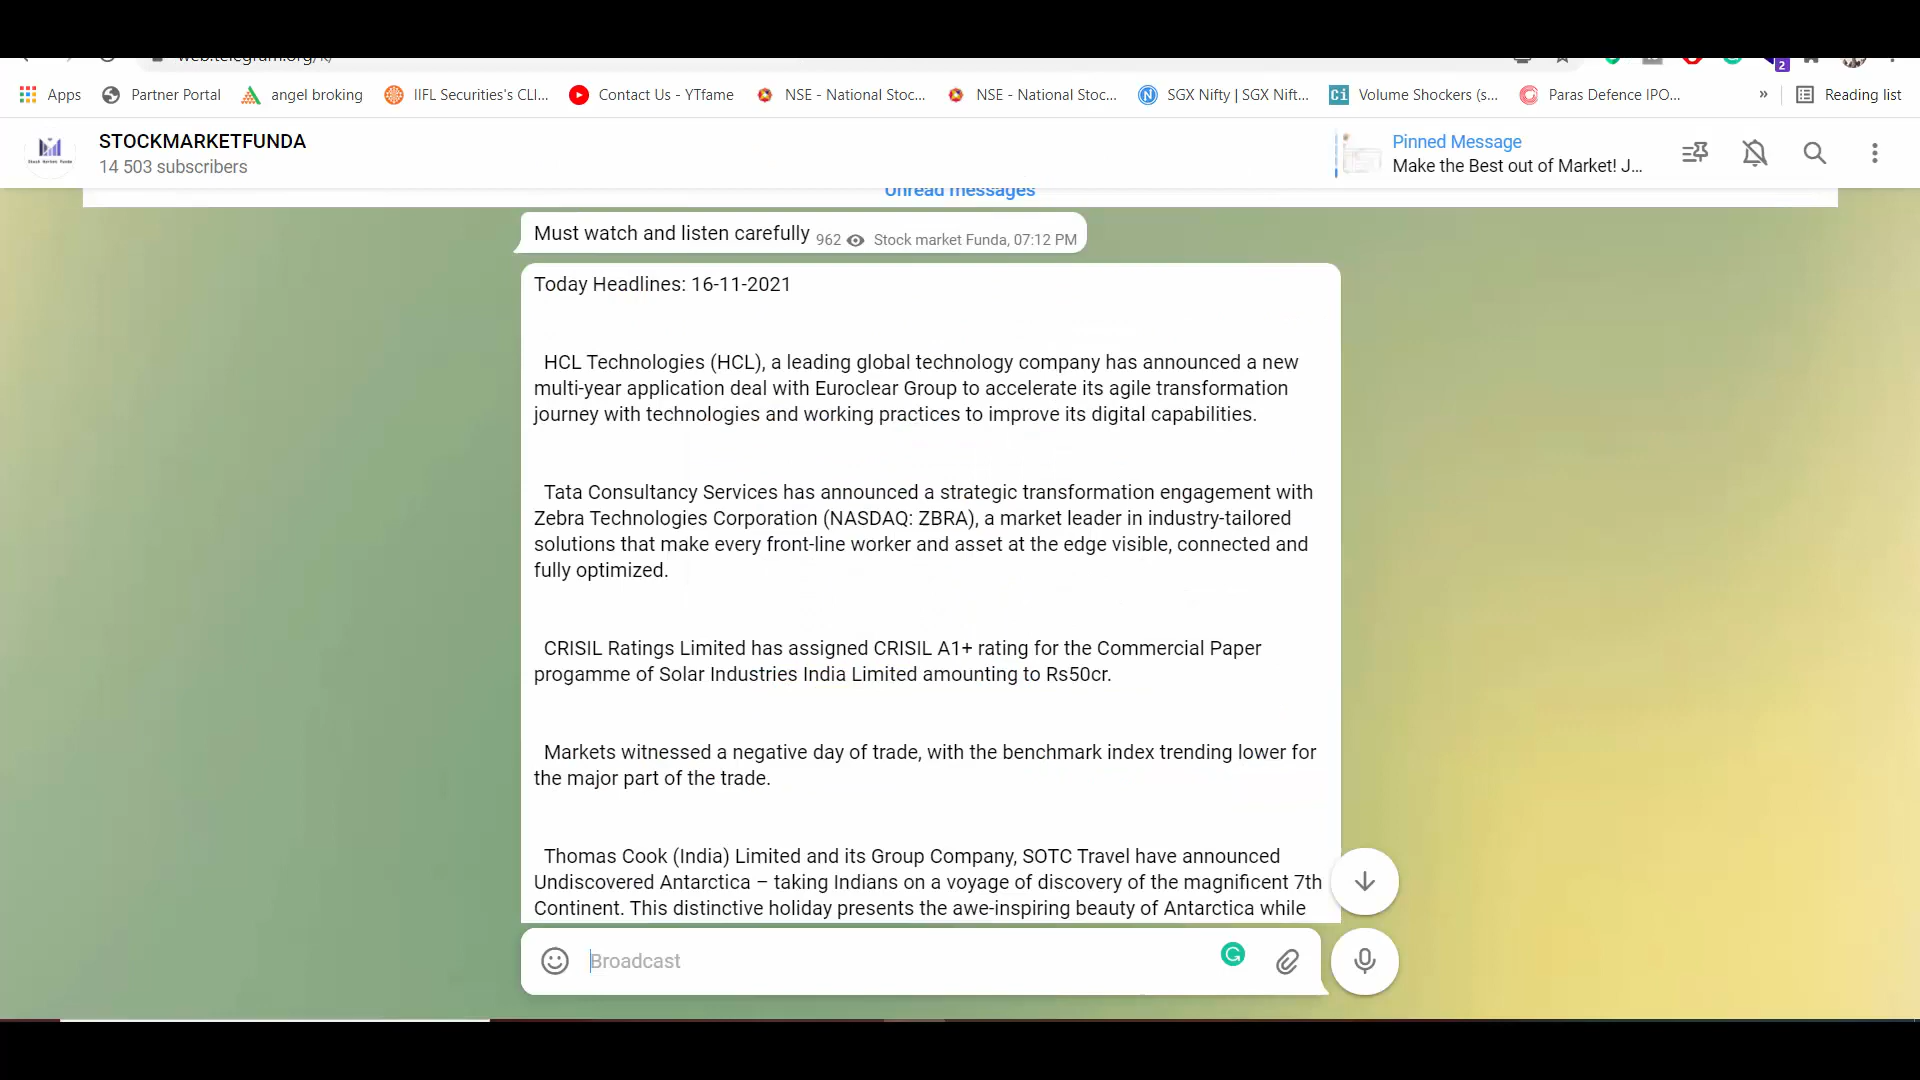 web.telegram.org/k/
2
Apps Partner Portal angel broking IIFL Securities's CLI... Contact Us - YTfame NSE - National Stoc... NSE - National Stoc... SGX Nifty | SGX Nift... Volume Shockers (s... Paras Defence IPO... » Reading list
STOCKMARKETFUNDA
14 503 subscribers
Pinned Message
Make the Best out of Market! J...
Unread messages
Must watch and listen carefully 962 Stock market Funda, 07:12 PM
Today Headlines: 16-11-2021
HCL Technologies (HCL), a leading global technology company has announced a new
multi-year application deal with Euroclear Group to accelerate its agile transformation
journey with technologies and working practices to improve its digital capabilities.
Tata Consultancy Services has announced a strategic transformation engagement with
Zebra Technologies Corporation (NASDAQ: ZBRA), a market leader in industry-tailored
solutions that make every front-line worker and asset at the edge visible, connected and
fully optimized.
CRISIL Ratings Limited has assigned CRISIL A1+ rating for the Commercial Paper
progamme of Solar Industries India Limited amounting to Rs50cr.
Markets witnessed a negative day of trade, with the benchmark index trending lower for
the major part of the trade.
Thomas Cook (India) Limited and its Group Company, SOTC Travel have announced
Undiscovered Antarctica – taking Indians on a voyage of discovery of the magnificent 7th
Continent. This distinctive holiday presents the awe-inspiring beauty of Antarctica while
Broadcast